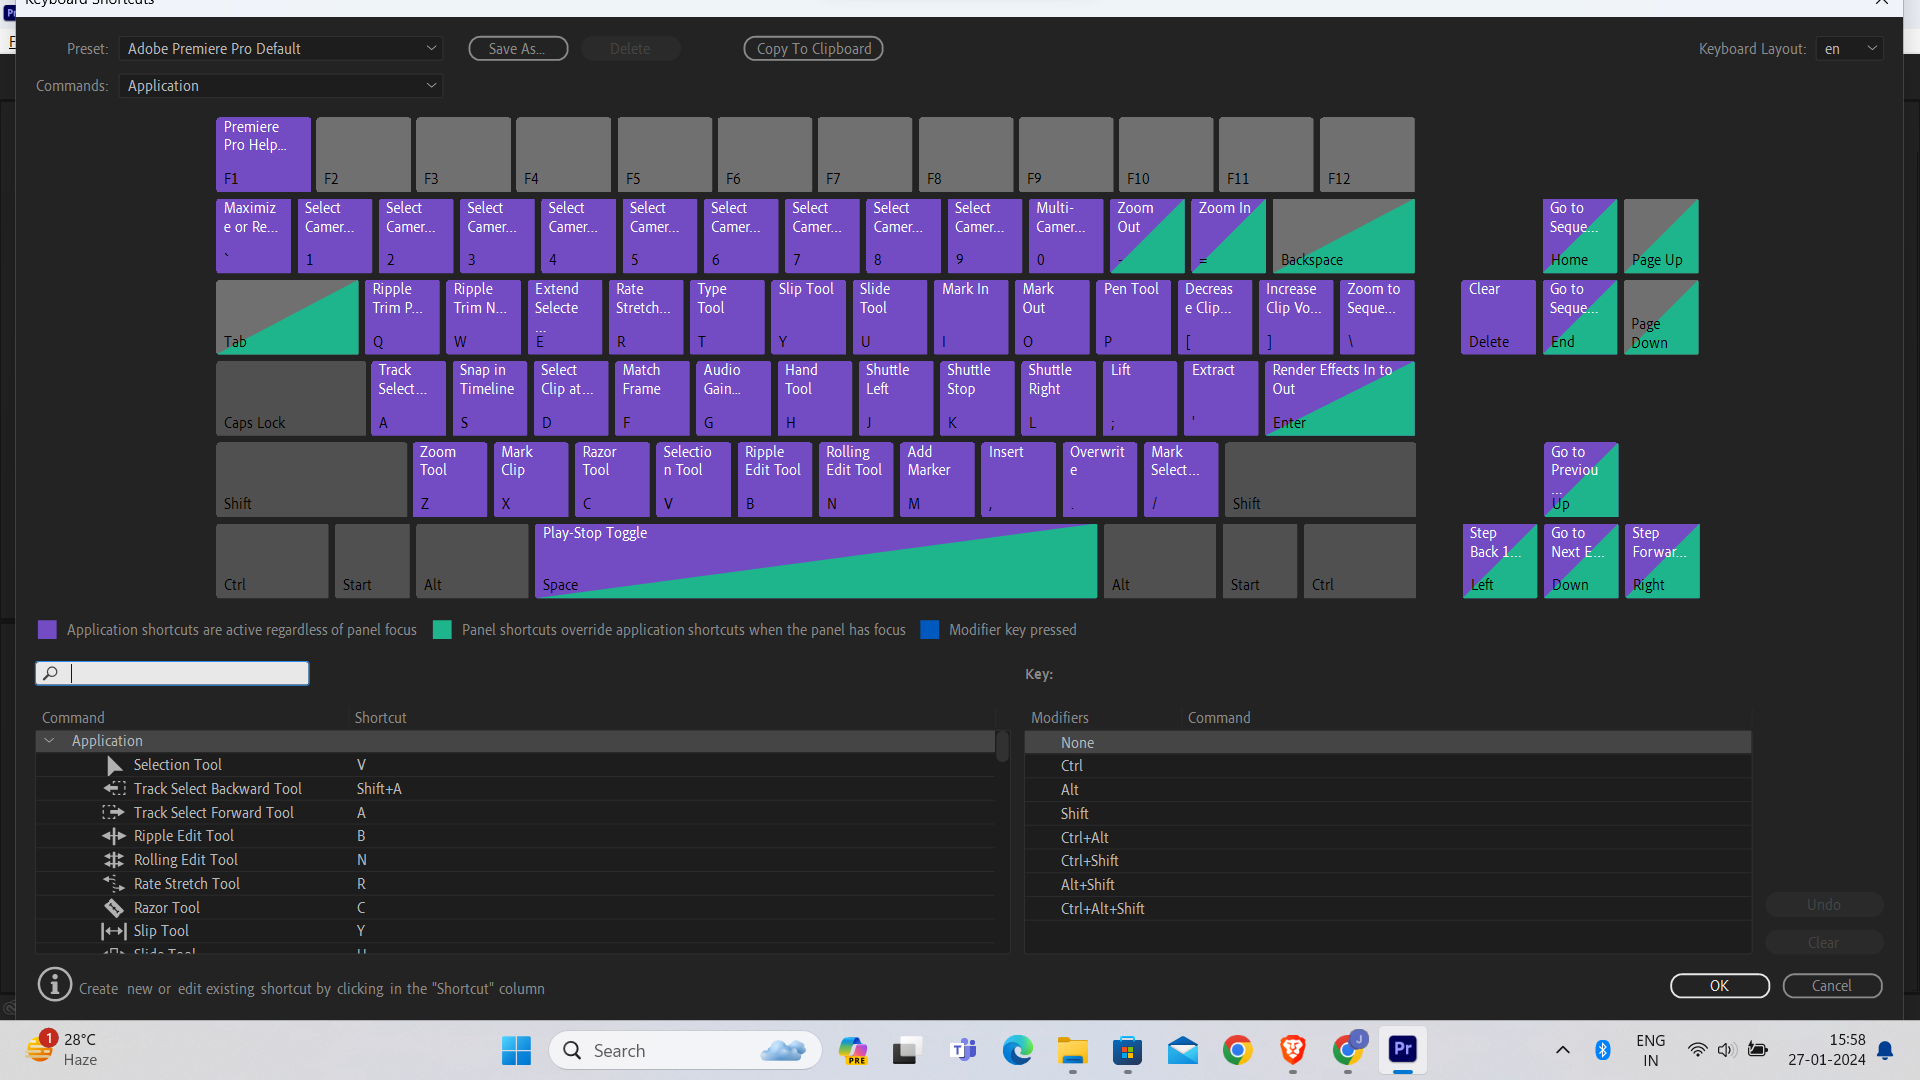 Keyboard Shortcuts
Preset: Adobe Premiere Pro Default Save As... Delete Copy To Clipboard Keyboard Layout: en
Commands: Application
Premiere Pro Help... F1
F2
F3
F4
F5
F6
F7
F8
F9
F10
F11
F12
Maximiz e or Re... `
Select Camer... 1
Select Camer... 2
Select Camer... 3
Select Camer... 4
Select Camer... 5
Select Camer... 6
Select Camer... 7
Select Camer... 8
Select Camer... 9
Multi- Camer... 0
Zoom Out -
Zoom In =
Backspace
Go to Seque... Home
Page Up
Tab
Ripple Trim P... Q
Ripple Trim N... W
Extend Selecte ... E
Rate Stretch... R
Type Tool T
Slip Tool Y
Slide Tool U
Mark In I
Mark Out O
Pen Tool P
Decreas e Clip... [
Increase Clip Vo... ]
Zoom to Seque... \
Clear Delete
Go to Seque... End
Page Down
Caps Lock
Track Select... A
Snap in Timeline S
Select Clip at... D
Match Frame F
Audio Gain... G
Hand Tool H
Shuttle Left J
Shuttle Stop K
Shuttle Right L
Lift ;
Extract '
Render Effects In to Out Enter
Shift
Zoom Tool Z
Mark Clip X
Razor Tool C
Selectio n Tool V
Ripple Edit Tool B
Rolling Edit Tool N
Add Marker M
Insert ,
Overwrit e .
Mark Select... /
Shift
Go to Previou ... Up
Ctrl
Start
Alt
Play-Stop Toggle Space
Alt
Start
Ctrl
Step Back 1... Left
Go to Next E... Down
Step Forwar... Right
Application shortcuts are active regardless of panel focus Panel shortcuts override application shortcuts when the panel has focus Modifier key pressed
Key:
Command Shortcut
Application
Selection Tool V
Track Select Backward Tool Shift+A
Track Select Forward Tool A
Ripple Edit Tool B
Rolling Edit Tool N
Rate Stretch Tool R
Razor Tool C
Slip Tool Y
Slide Tool U
Modifiers Command
None
Ctrl
Alt
Shift
Ctrl+Alt
Ctrl+Shift
Alt+Shift
Ctrl+Alt+Shift
Undo
Clear
Create new or edit existing shortcut by clicking in the "Shortcut" column
OK Cancel
1
28°C
Haze
Search
PRE
J
Pr
ENG
IN
15:58
27-01-2024